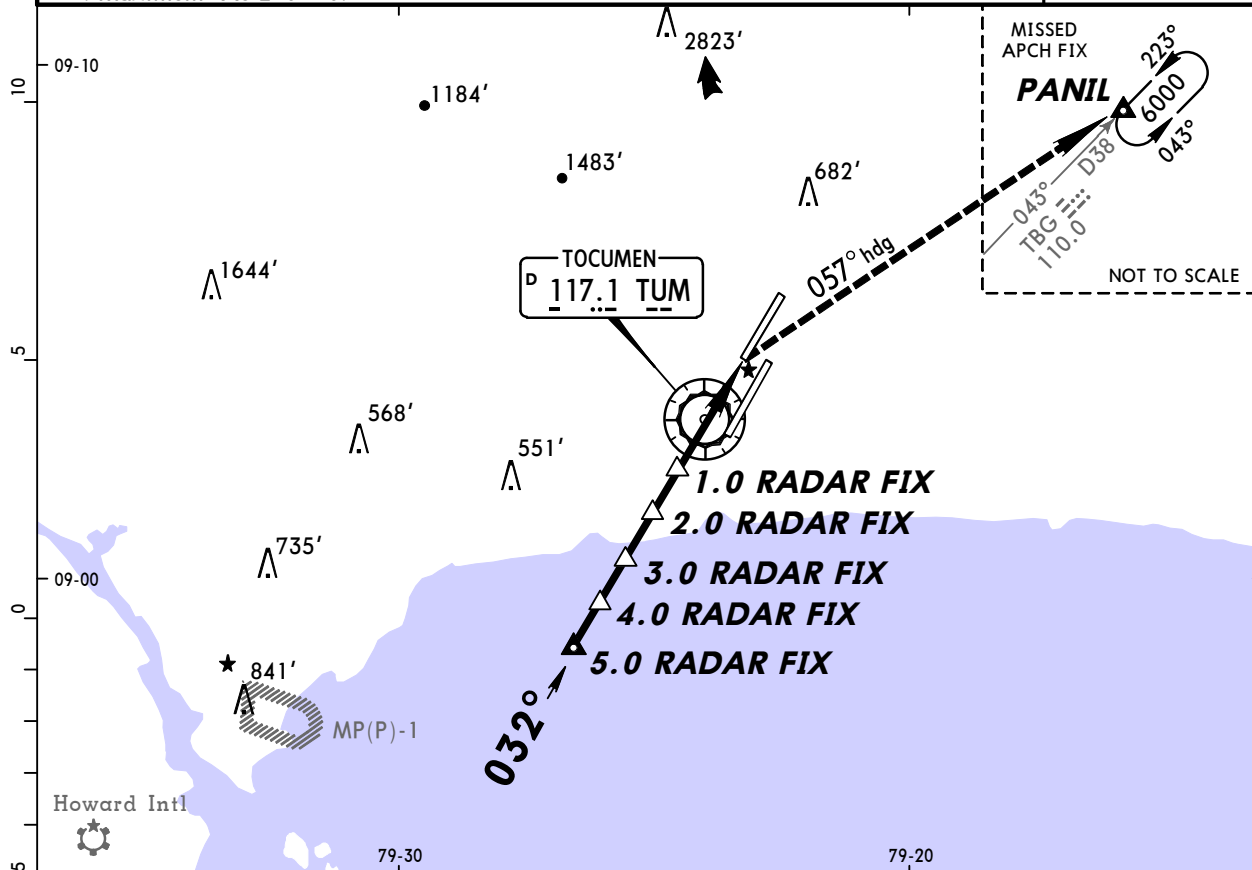 MISSED
APCH FIX
PANIL
223°
6000
043°
043°
D38
TBG
110.0
NOT TO SCALE
2823'
09-10
10
1184'
1483'
682'
TOCUMEN
D 117.1 TUM
057° hdg
1644'
5
568'
551'
1.0 RADAR FIX
2.0 RADAR FIX
735'
3.0 RADAR FIX
09-00
0
4.0 RADAR FIX
841'
5.0 RADAR FIX
032°
MP(P)-1
Howard Intl
79-30
79-20
5